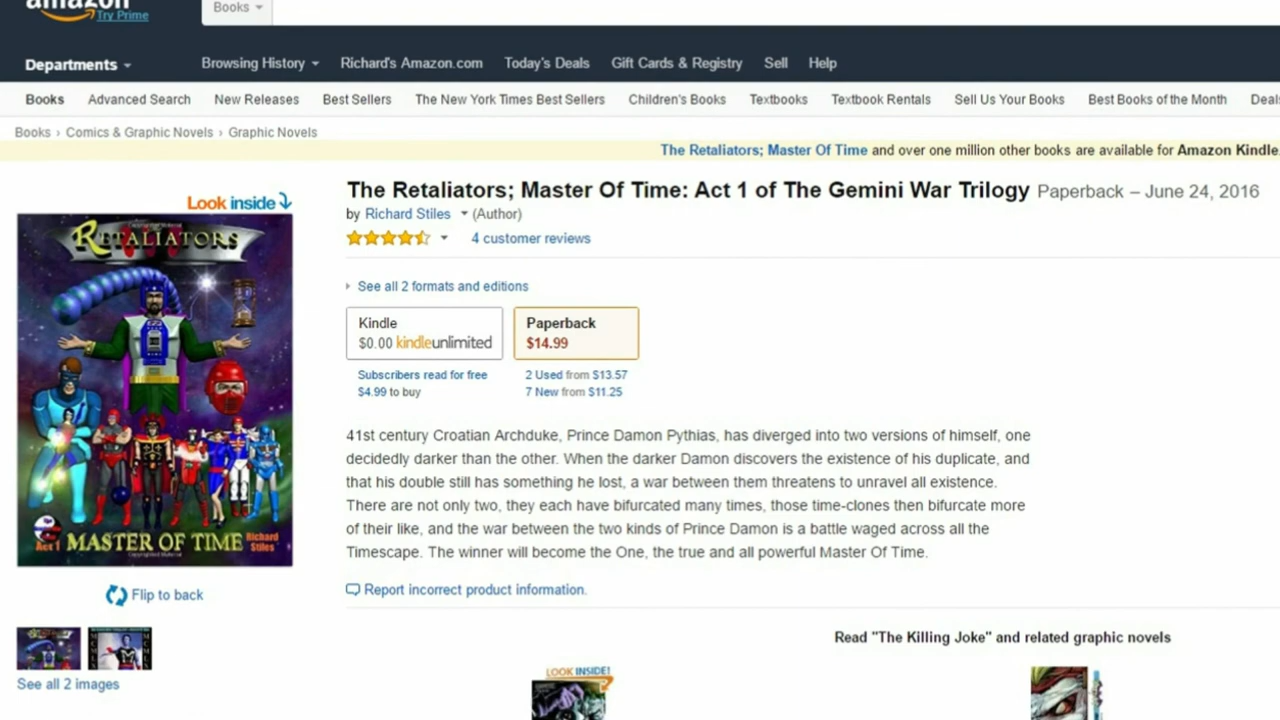 amazon
Try Prime
Books
Departments
Browsing History
Richard's Amazon.com
Today's Deals
Gift Cards & Registry
Sell
Help
Books
Advanced Search
New Releases
Best Sellers
The New York Times Best Sellers
Children's Books
Textbooks
Textbook Rentals
Sell Us Your Books
Best Books of the Month
Books › Comics & Graphic Novels › Graphic Novels
The Retaliators; Master Of Time and over one million other books are available for Amazon Kindle.
Look inside
RETALIATORS
Act 1
MASTER OF TIME
Richard
Stiles
Copyrighted Material
Flip to back
See all 2 images
The Retaliators; Master Of Time: Act 1 of The Gemini War Trilogy Paperback – June 24, 2016
by Richard Stiles (Author)
4 customer reviews
See all 2 formats and editions
Kindle
$0.00 kindleunlimited
Subscribers read for free
$4.99 to buy
Paperback
$14.99
2 Used from $13.57
7 New from $11.25
41st century Croatian Archduke, Prince Damon Pythias, has diverged into two versions of himself, one
decidedly darker than the other. When the darker Damon discovers the existence of his duplicate, and
that his double still has something he lost, a war between them threatens to unravel all existence.
There are not only two, they each have bifurcated many times, those time-clones then bifurcate more
of their like, and the war between the two kinds of Prince Damon is a battle waged across all the
Timescape. The winner will become the One, the true and all powerful Master Of Time.
Report incorrect product information.
Read "The Killing Joke" and related graphic novels
LOOK INSIDE!